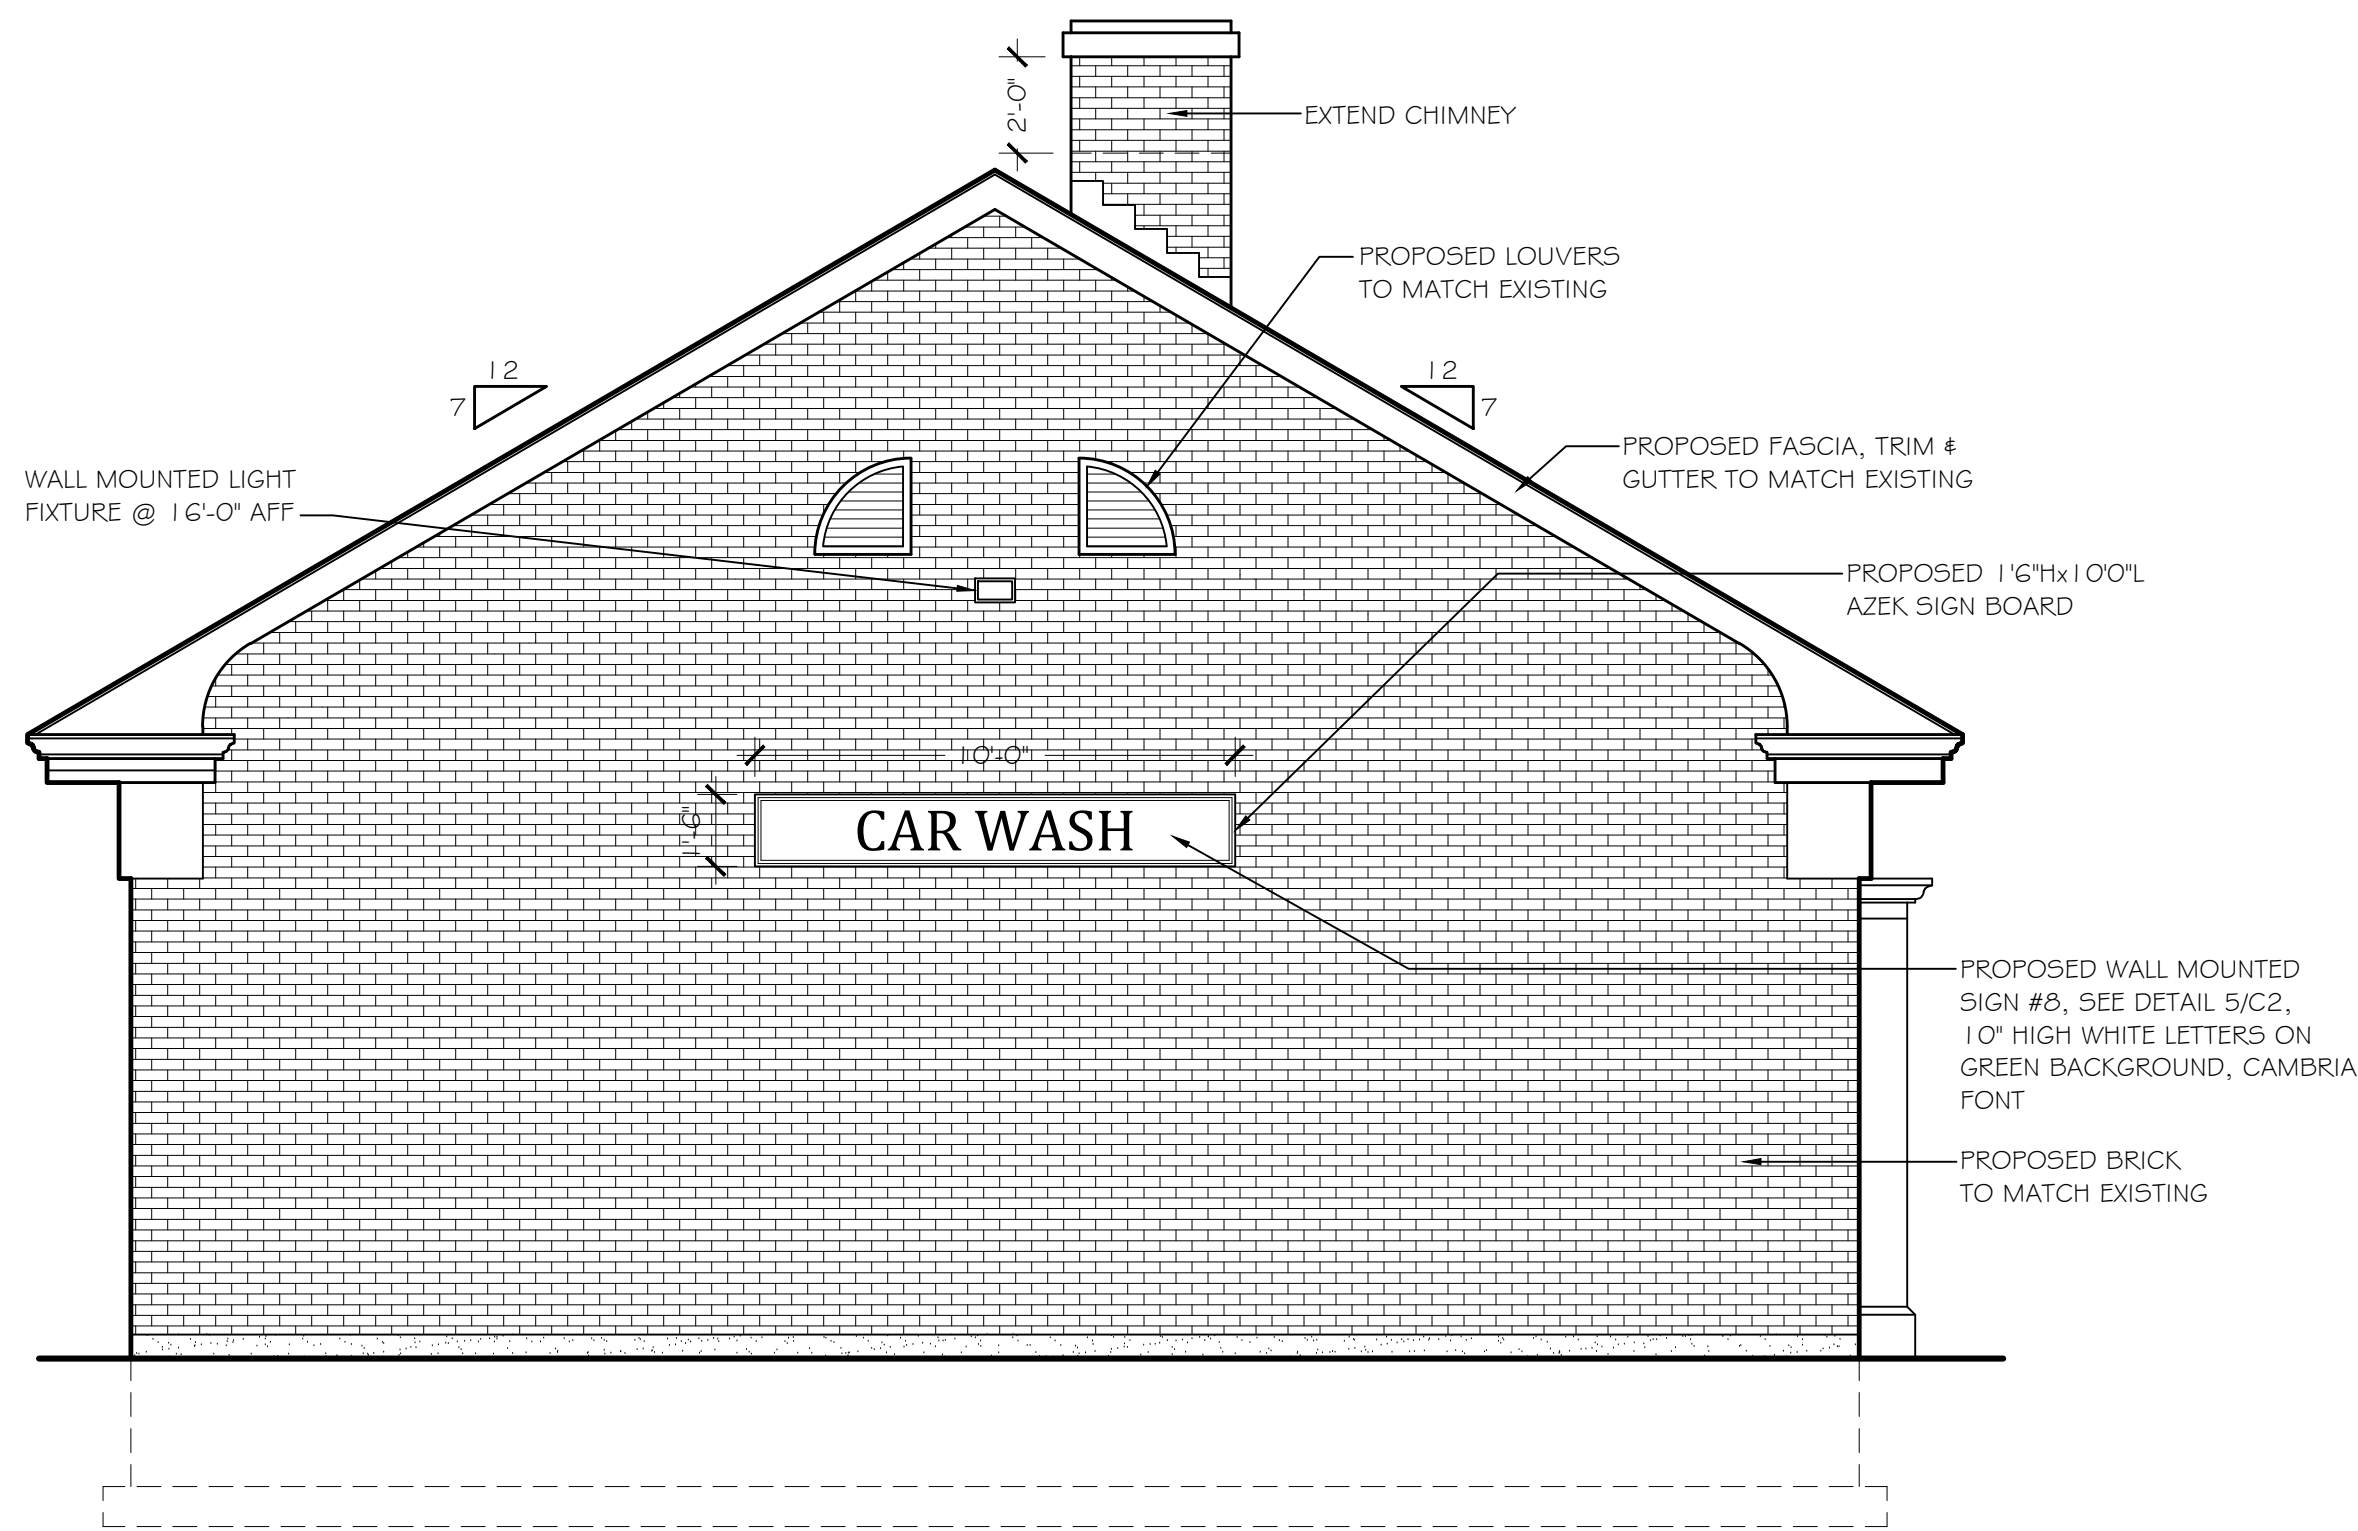 2'-0"
EXTEND CHIMNEY
PROPOSED LOUVERS
TO MATCH EXISTING
12
7
12
7
PROPOSED FASCIA, TRIM &
GUTTER TO MATCH EXISTING
WALL MOUNTED LIGHT
FIXTURE @ 16'-0" AFF
PROPOSED 1'6"Hx10'0"L
AZEK SIGN BOARD
10'-0"
1'-6"
CAR WASH
PROPOSED WALL MOUNTED
SIGN #8, SEE DETAIL 5/C2,
10" HIGH WHITE LETTERS ON
GREEN BACKGROUND, CAMBRIA
FONT
PROPOSED BRICK
TO MATCH EXISTING